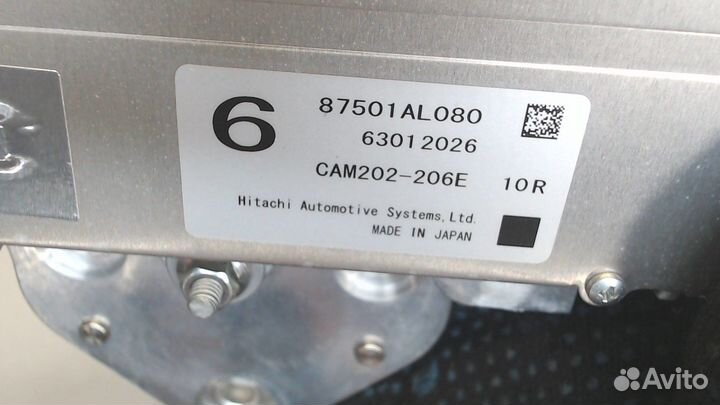 6
87501AL080
63012026
CAM202-206E 10R
Hitachi Automotive Systems,Ltd.
MADE IN JAPAN
Avito